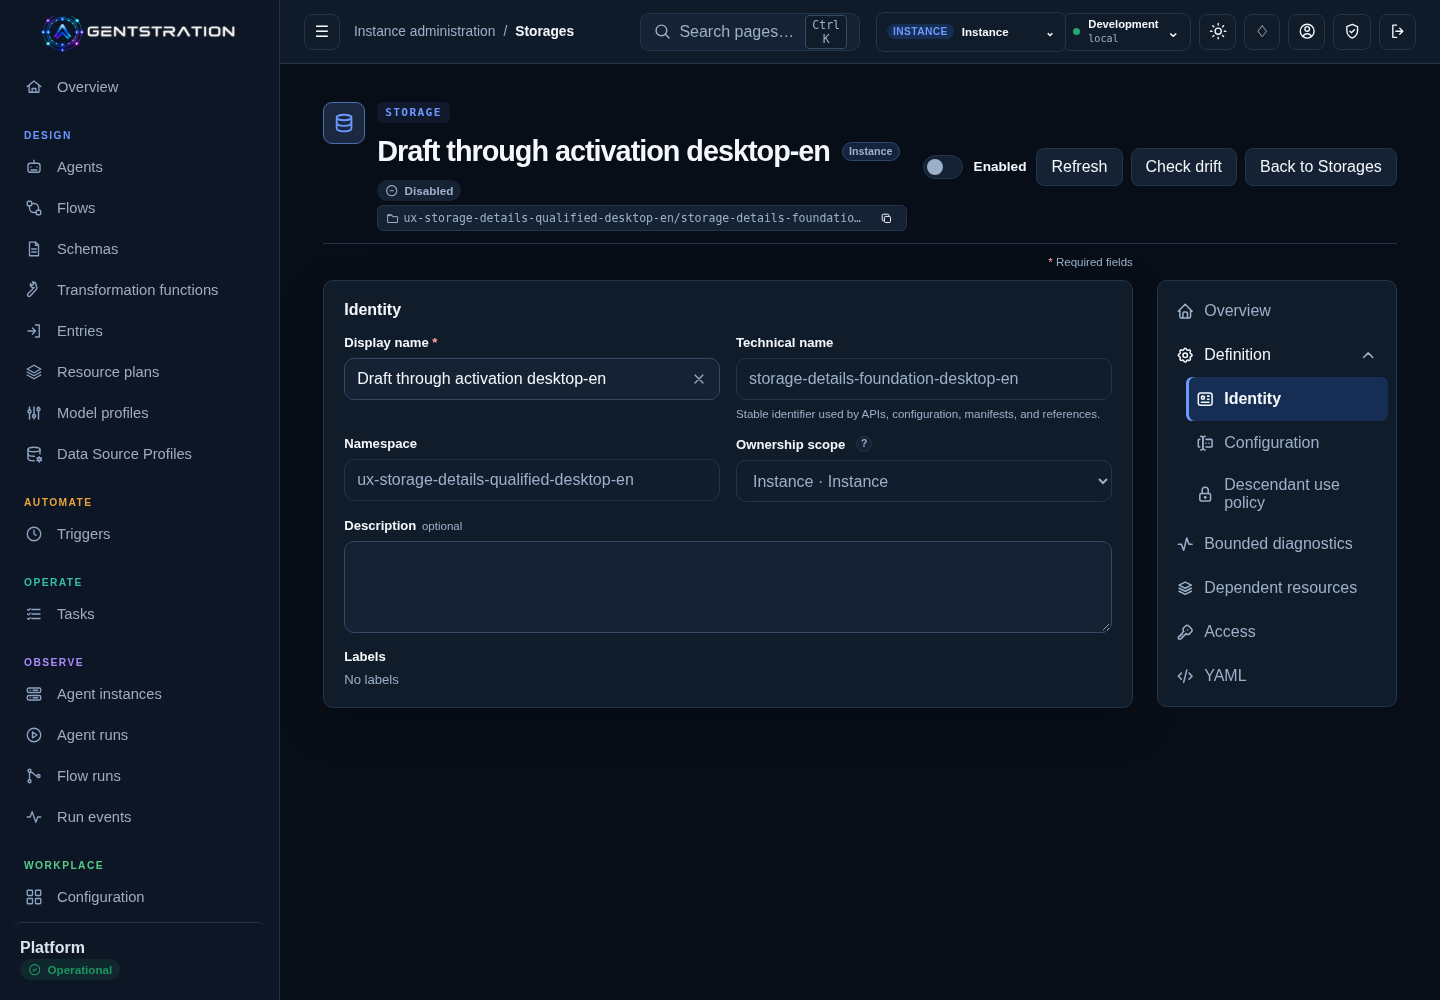 GENTSTRATION
Overview
DESIGN
Agents
Flows
Schemas
Transformation functions
Entries
Resource plans
Model profiles
Data Source Profiles
AUTOMATE
Triggers
OPERATE
Tasks
OBSERVE
Agent instances
Agent runs
Flow runs
Run events
WORKPLACE
Configuration
Platform
Operational
Instance administration / Storages
Search pages…
Ctrl
K
INSTANCE Instance
Development
local
STORAGE
Draft through activation desktop-en
Instance
Disabled
ux-storage-details-qualified-desktop-en/storage-details-foundatio…
Enabled
Refresh
Check drift
Back to Storages
* Required fields
Identity
Display name *
Draft through activation desktop-en
Technical name
storage-details-foundation-desktop-en
Stable identifier used by APIs, configuration, manifests, and references.
Namespace
ux-storage-details-qualified-desktop-en
Ownership scope ?
Instance · Instance
Description optional
Labels
No labels
Overview
Definition
Identity
Configuration
Descendant use
policy
Bounded diagnostics
Dependent resources
Access
YAML